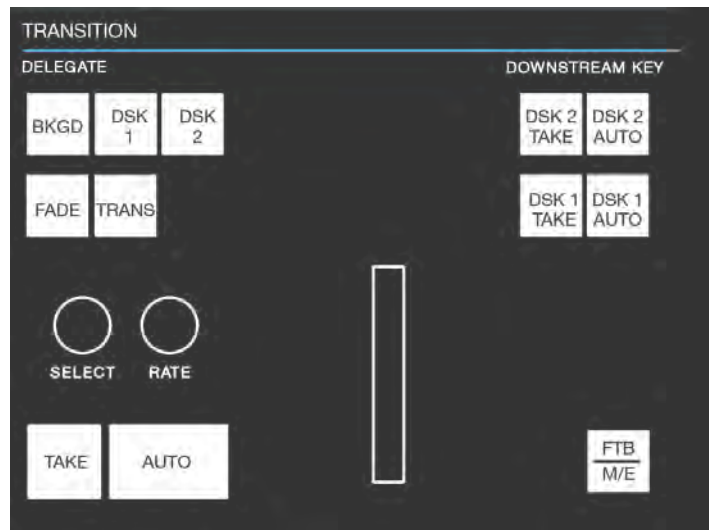 TRANSITION
DELEGATE
DOWNSTREAM KEY
BKGD
DSK
1
DSK
2
DSK 2
TAKE
DSK 2
AUTO
FADE
TRANS
DSK 1
TAKE
DSK 1
AUTO
SELECT
RATE
TAKE
AUTO
FTB
M/E